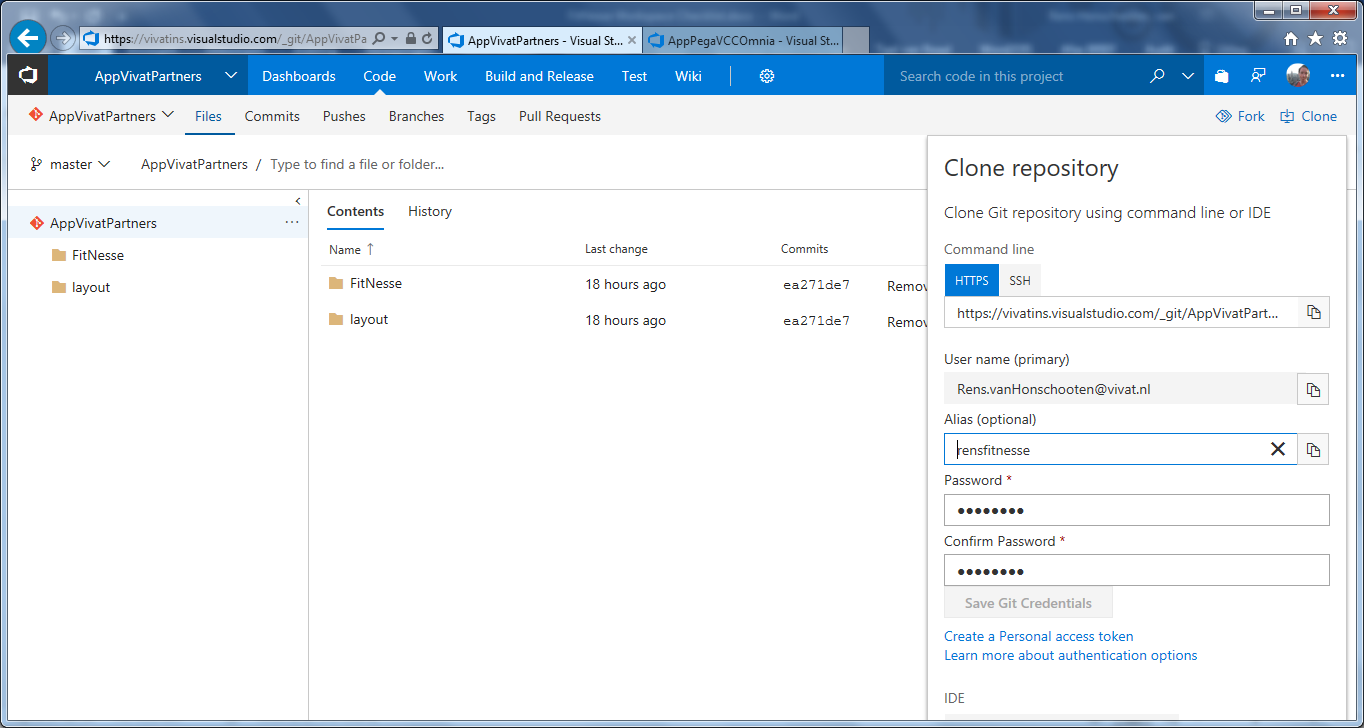 https://vivatins.visualstudio.com/_git/AppVivatPa
AppVivatPartners - Visual St...
AppPegaVCCOmnia - Visual St...
AppVivatPartners
Dashboards
Code
Work
Build and Release
Test
Wiki
Search code in this project
AppVivatPartners
Files
Commits
Pushes
Branches
Tags
Pull Requests
Fork
Clone
master
AppVivatPartners / Type to find a file or folder...
AppVivatPartners
...
FitNesse
layout
Contents
History
Name ↑
Last change
Commits
FitNesse
18 hours ago
ea271de7
Remov
layout
18 hours ago
ea271de7
Remov
Clone repository
Clone Git repository using command line or IDE
Command line
HTTPS
SSH
https://vivatins.visualstudio.com/_git/AppVivatPart...
User name (primary)
Rens.vanHonschooten@vivat.nl
Alias (optional)
rensfitnesse
Password *
••••••••
Confirm Password *
••••••••
Save Git Credentials
Create a Personal access token
Learn more about authentication options
IDE